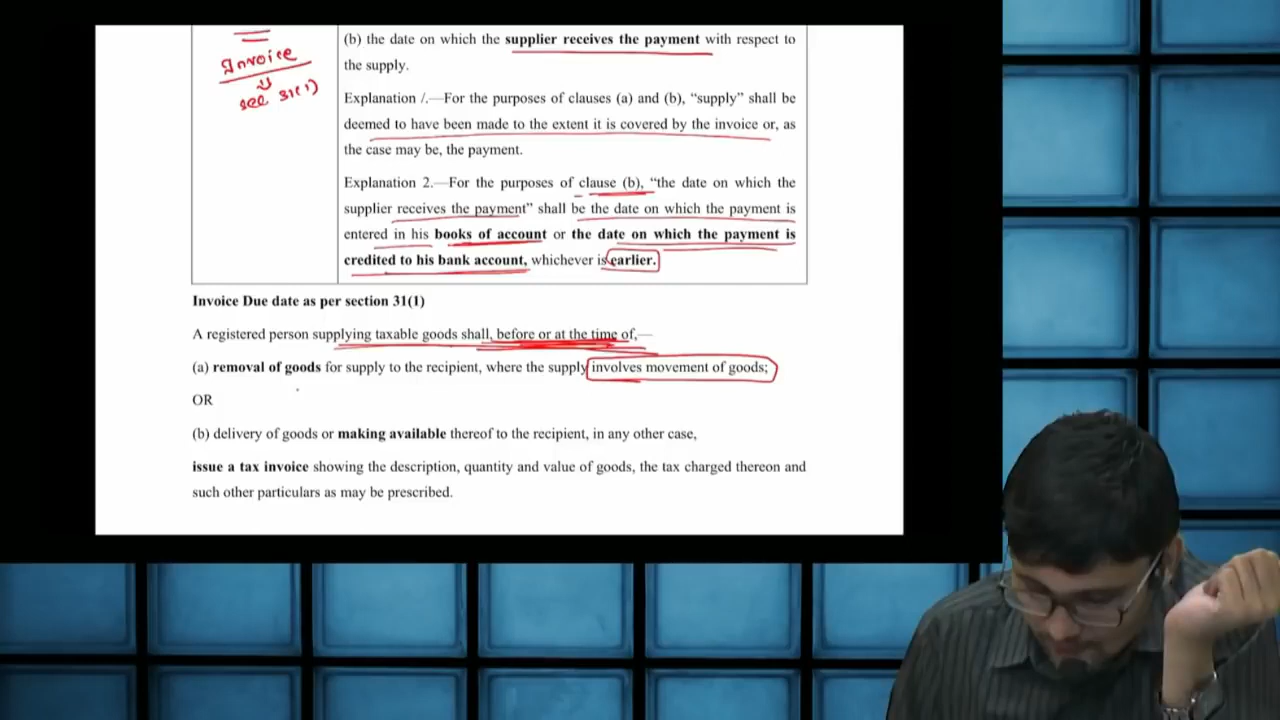 Invoice
sec 31(1)
(b) the date on which the supplier receives the payment with respect to
the supply.
Explanation 1.—For the purposes of clauses (a) and (b), “supply” shall be
deemed to have been made to the extent it is covered by the invoice or, as
the case may be, the payment.
Explanation 2.—For the purposes of clause (b), “the date on which the
supplier receives the payment” shall be the date on which the payment is
entered in his books of account or the date on which the payment is
credited to his bank account, whichever is earlier.
Invoice Due date as per section 31(1)
A registered person supplying taxable goods shall, before or at the time of,—
(a) removal of goods for supply to the recipient, where the supply involves movement of goods;
OR
(b) delivery of goods or making available thereof to the recipient, in any other case,
issue a tax invoice showing the description, quantity and value of goods, the tax charged thereon and
such other particulars as may be prescribed.